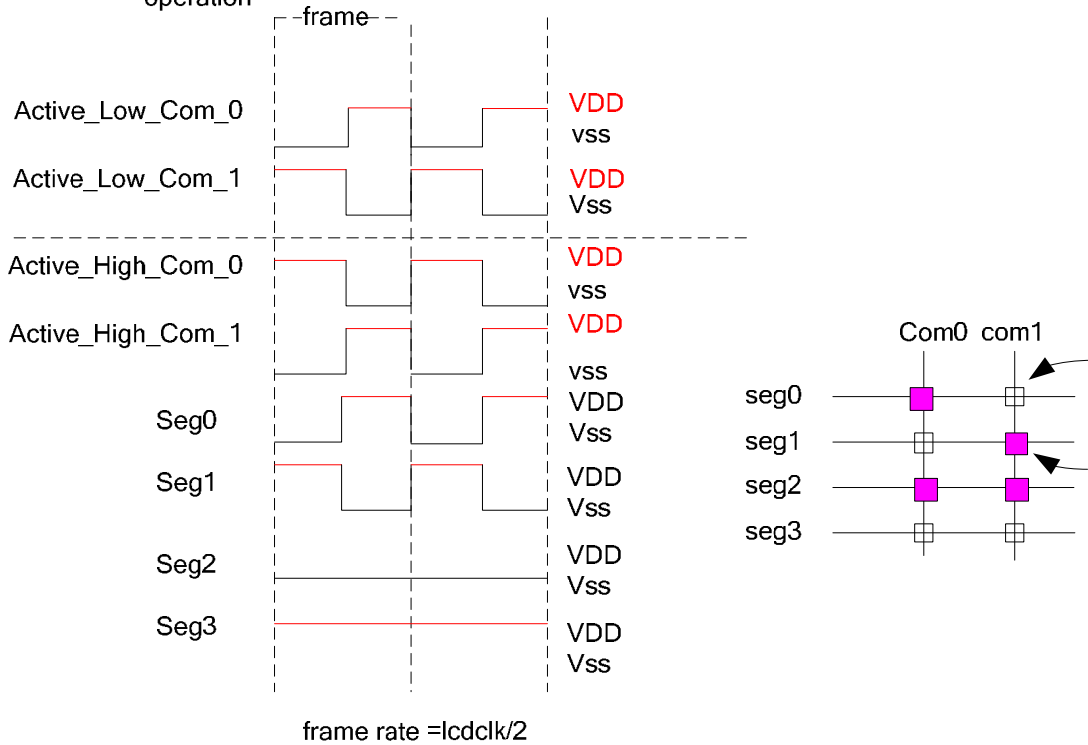 operation
frame
Active_Low_Com_0
VDD
vss
Active_Low_Com_1
VDD
Vss
Active_High_Com_0
VDD
vss
Active_High_Com_1
VDD
vss
Seg0
VDD
Vss
Seg1
VDD
Vss
Seg2
VDD
Vss
Seg3
VDD
Vss
frame rate =lcdclk/2
Com0 com1
seg0
seg1
seg2
seg3